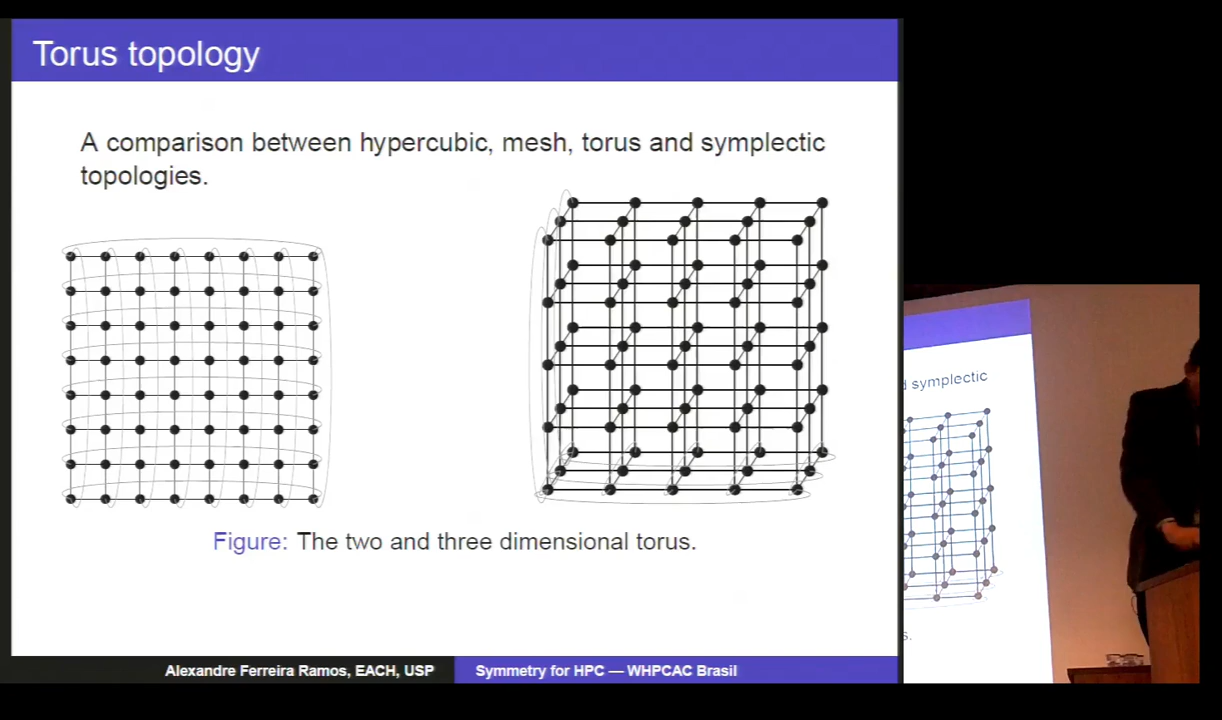 Torus topology
A comparison between hypercubic, mesh, torus and symplectic
topologies.
Figure: The two and three dimensional torus.
Alexandre Ferreira Ramos, EACH, USP
Symmetry for HPC — WHPCAC Brasil
d symplectic
s.